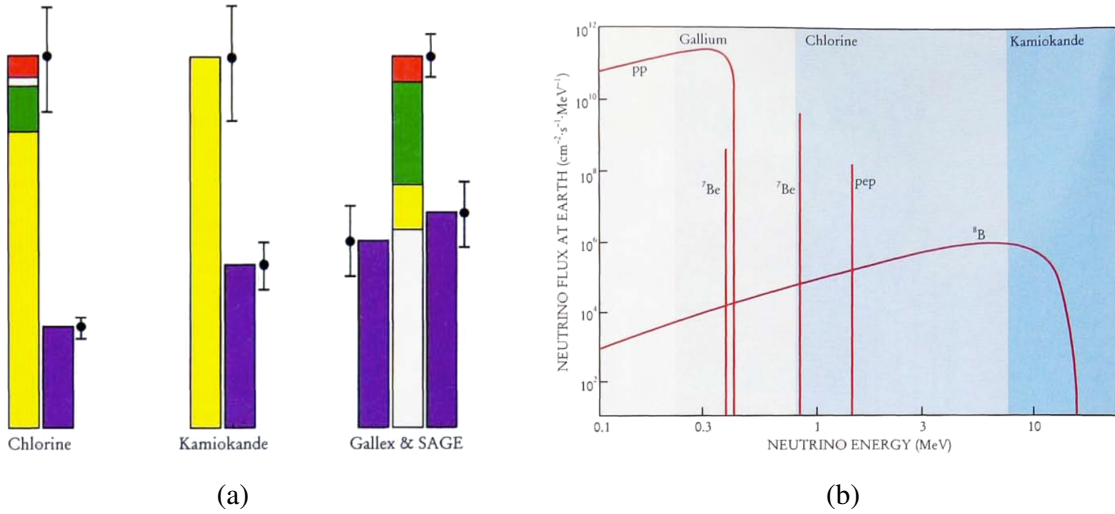 Chlorine
Kamiokande
Gallex & SAGE
(a)
NEUTRINO FLUX AT EARTH (cm⁻²·s⁻¹·MeV⁻¹)
10¹²
10¹⁰
10⁸
10⁶
10⁴
10²
Gallium
Chlorine
Kamiokande
pp
⁷Be
⁷Be
pep
⁸B
0.1
0.3
1
3
10
NEUTRINO ENERGY (MeV)
(b)